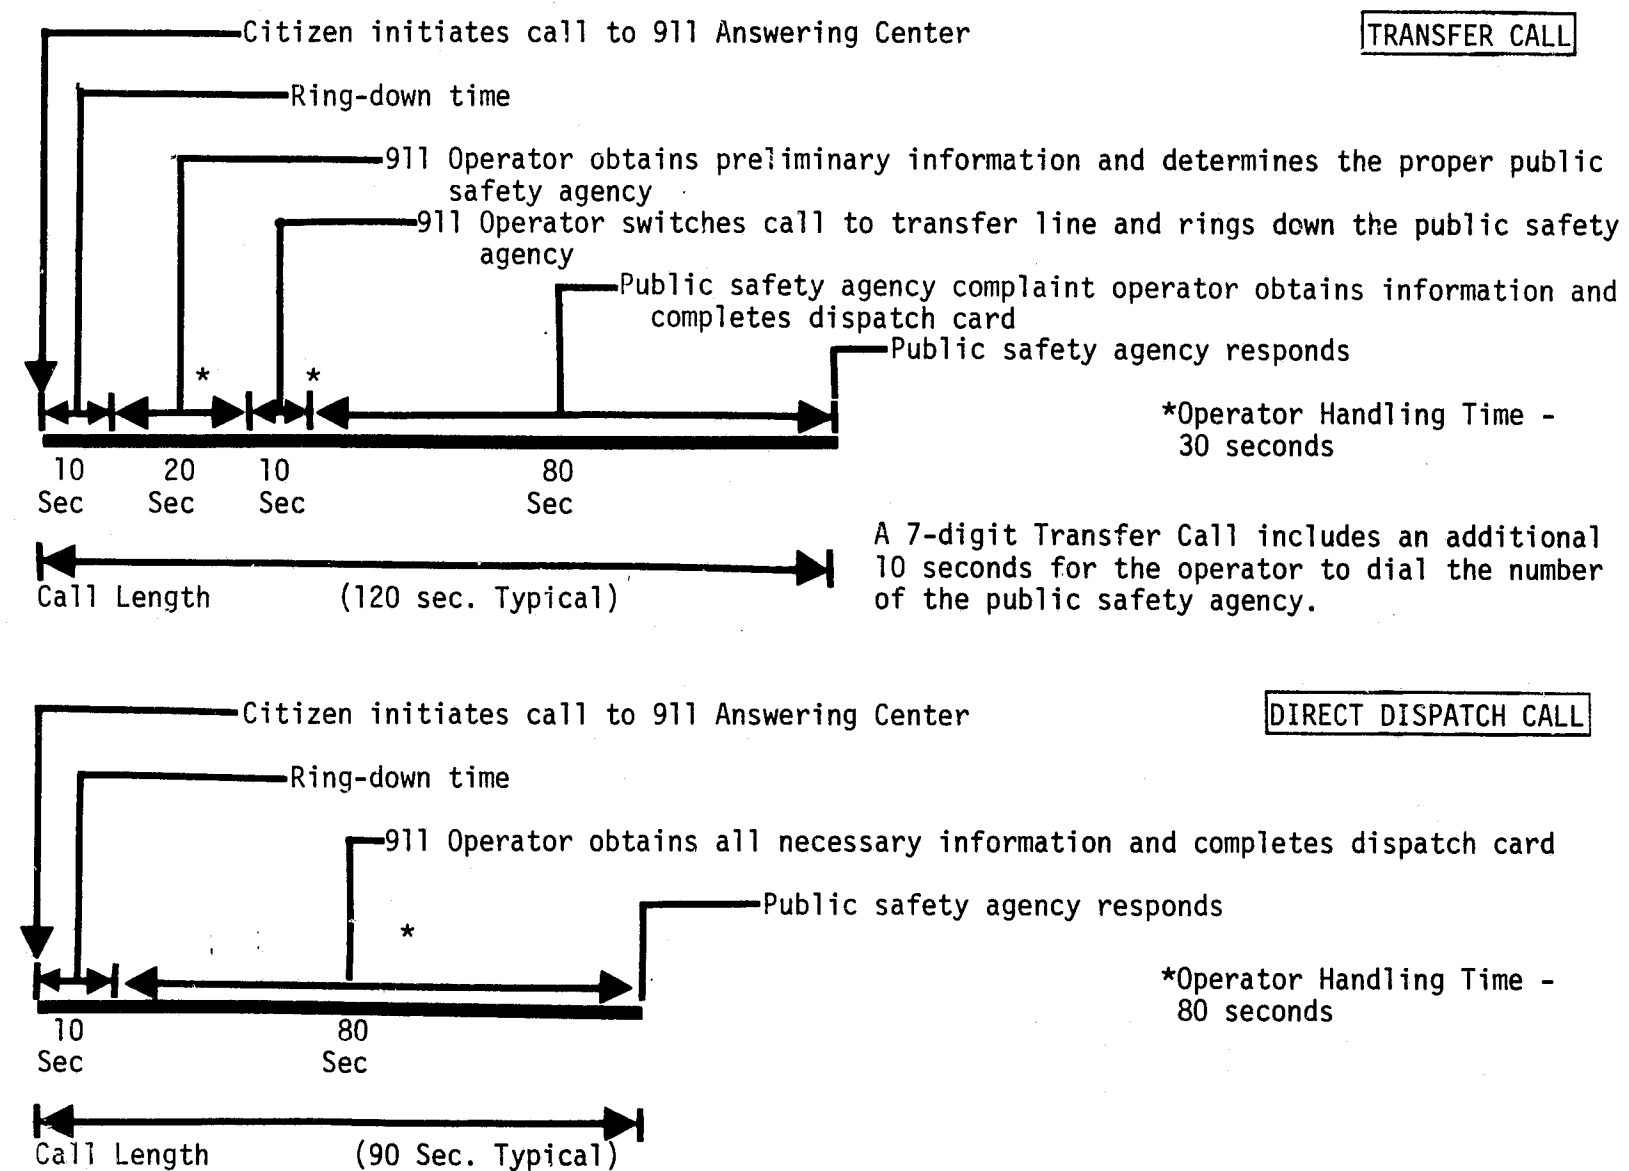 Citizen initiates call to 911 Answering Center
TRANSFER CALL
Ring-down time
911 Operator obtains preliminary information and determines the proper public
safety agency
911 Operator switches call to transfer line and rings down the public safety
agency
Public safety agency complaint operator obtains information and
completes dispatch card
Public safety agency responds
* *
*Operator Handling Time -
30 seconds
10 20 10 80
Sec Sec Sec Sec
A 7-digit Transfer Call includes an additional
10 seconds for the operator to dial the number
of the public safety agency.
Call Length (120 sec. Typical)
Citizen initiates call to 911 Answering Center
DIRECT DISPATCH CALL
Ring-down time
911 Operator obtains all necessary information and completes dispatch card
Public safety agency responds
*
*Operator Handling Time -
80 seconds
10 80
Sec Sec
Call Length (90 Sec. Typical)